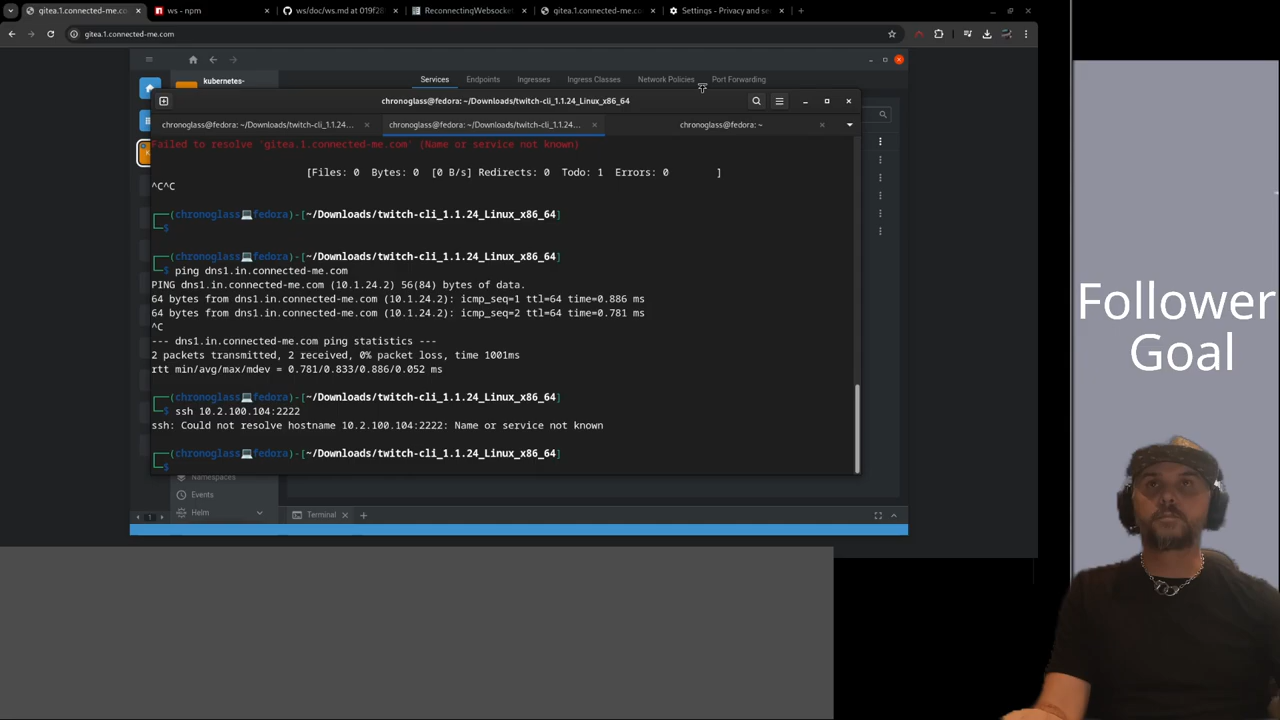 gitea.1.connected-me.co
ws - npm
ws/doc/ws.md at 019f28
ReconnectingWebsocket
gitea.1.connected-me.co
Settings - Privacy and se
gitea.1.connected-me.com
kubernetes-
Services
Endpoints
Ingresses
Ingress Classes
Network Policies
Port Forwarding
chronoglass@fedora:~/Downloads/twitch-cli_1.1.24_Linux_x86_64
chronoglass@fedora: ~/Downloads/twitch-cli_1.1.24...
chronoglass@fedora: ~/Downloads/twitch-cli_1.1.24...
chronoglass@fedora: ~
Failed to resolve 'gitea.1.connected-me.com' (Name or service not known)
[Files: 0 Bytes: 0 [0 B/s] Redirects: 0 Todo: 1 Errors: 0 ]
^C^C
(chronoglass💻fedora)-[~/Downloads/twitch-cli_1.1.24_Linux_x86_64]
$
(chronoglass💻fedora)-[~/Downloads/twitch-cli_1.1.24_Linux_x86_64]
$ ping dns1.in.connected-me.com
PING dns1.in.connected-me.com (10.1.24.2) 56(84) bytes of data.
64 bytes from dns1.in.connected-me.com (10.1.24.2): icmp_seq=1 ttl=64 time=0.886 ms
64 bytes from dns1.in.connected-me.com (10.1.24.2): icmp_seq=2 ttl=64 time=0.781 ms
^C
--- dns1.in.connected-me.com ping statistics ---
2 packets transmitted, 2 received, 0% packet loss, time 1001ms
rtt min/avg/max/mdev = 0.781/0.833/0.886/0.052 ms
(chronoglass💻fedora)-[~/Downloads/twitch-cli_1.1.24_Linux_x86_64]
$ ssh 10.2.100.104:2222
ssh: Could not resolve hostname 10.2.100.104:2222: Name or service not known
(chronoglass💻fedora)-[~/Downloads/twitch-cli_1.1.24_Linux_x86_64]
$
Namespaces
Events
Helm
1
Terminal
Follower
Goal